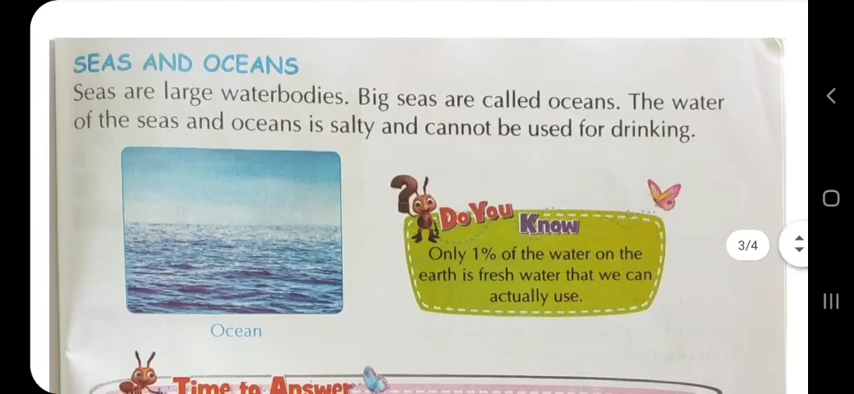 SEAS AND OCEANS
Seas are large waterbodies. Big seas are called oceans. The water
of the seas and oceans is salty and cannot be used for drinking.
Do You Know
Only 1% of the water on the
earth is fresh water that we can
actually use.
3/4
Ocean
Time to Answer